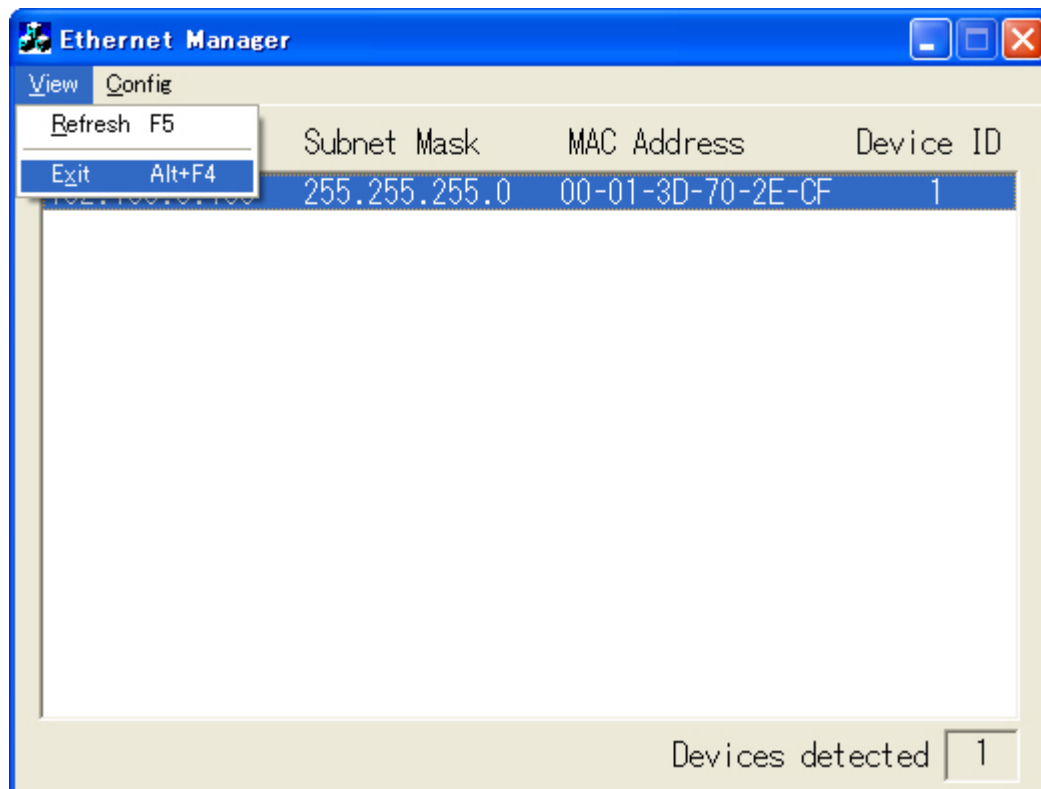 Ethernet Manager
View Config
Refresh F5
Subnet Mask MAC Address Device ID
Exit Alt+F4
255.255.255.0 00-01-3D-70-2E-CF 1
Devices detected 1